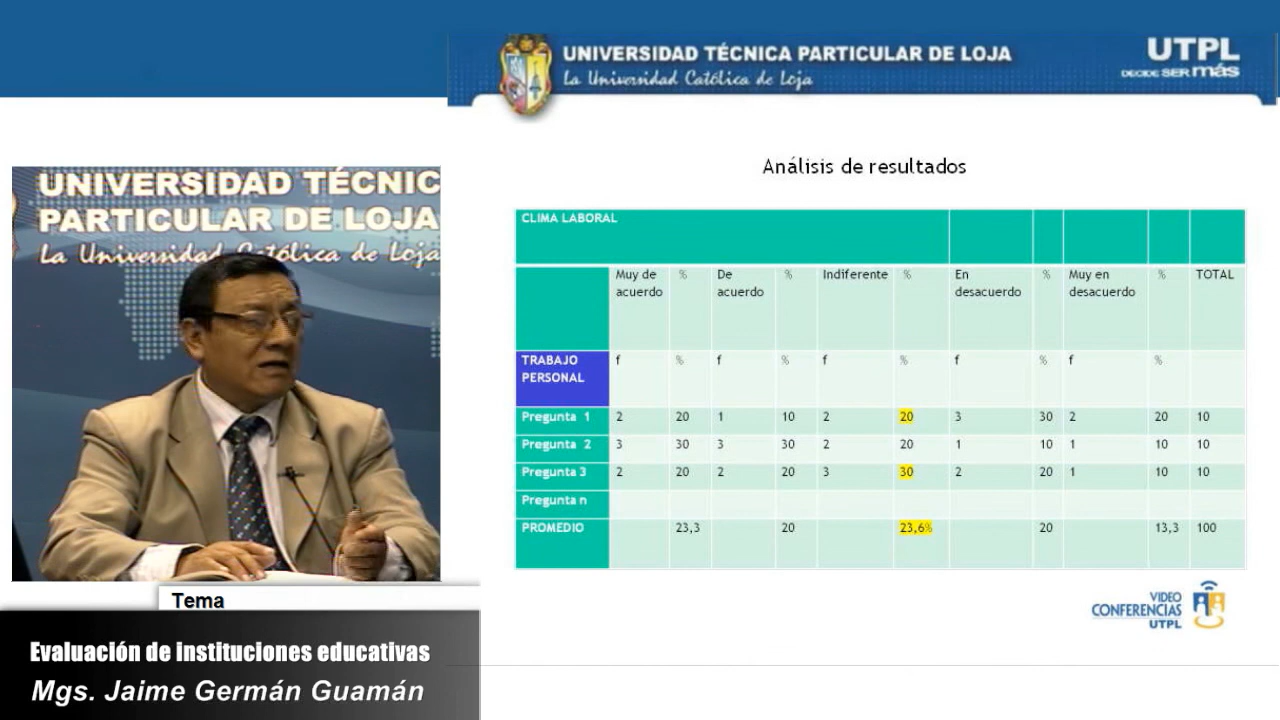 UNIVERSIDAD TÉCNICA PARTICULAR DE LOJA
La Universidad Católica de Loja
UTPL
DECIDE SER MÁS
UNIVERSIDAD TÉCNIC
PARTICULAR DE LOJA
La Universidad Católica de Loja
Análisis de resultados
CLIMA LABORAL
Muy de acuerdo % De acuerdo % Indiferente % En desacuerdo % Muy en desacuerdo % TOTAL
TRABAJO PERSONAL f % f % f % f % f %
Pregunta 1 2 20 1 10 2 20 3 30 2 20 10
Pregunta 2 3 30 3 30 2 20 1 10 1 10 10
Pregunta 3 2 20 2 20 3 30 2 20 1 10 10
Pregunta n
PROMEDIO 23,3 20 23,6% 20 13,3 100
VIDEO
CONFERENCIAS
UTPL
Tema
Evaluación de instituciones educativas
Mgs. Jaime Germán Guamán